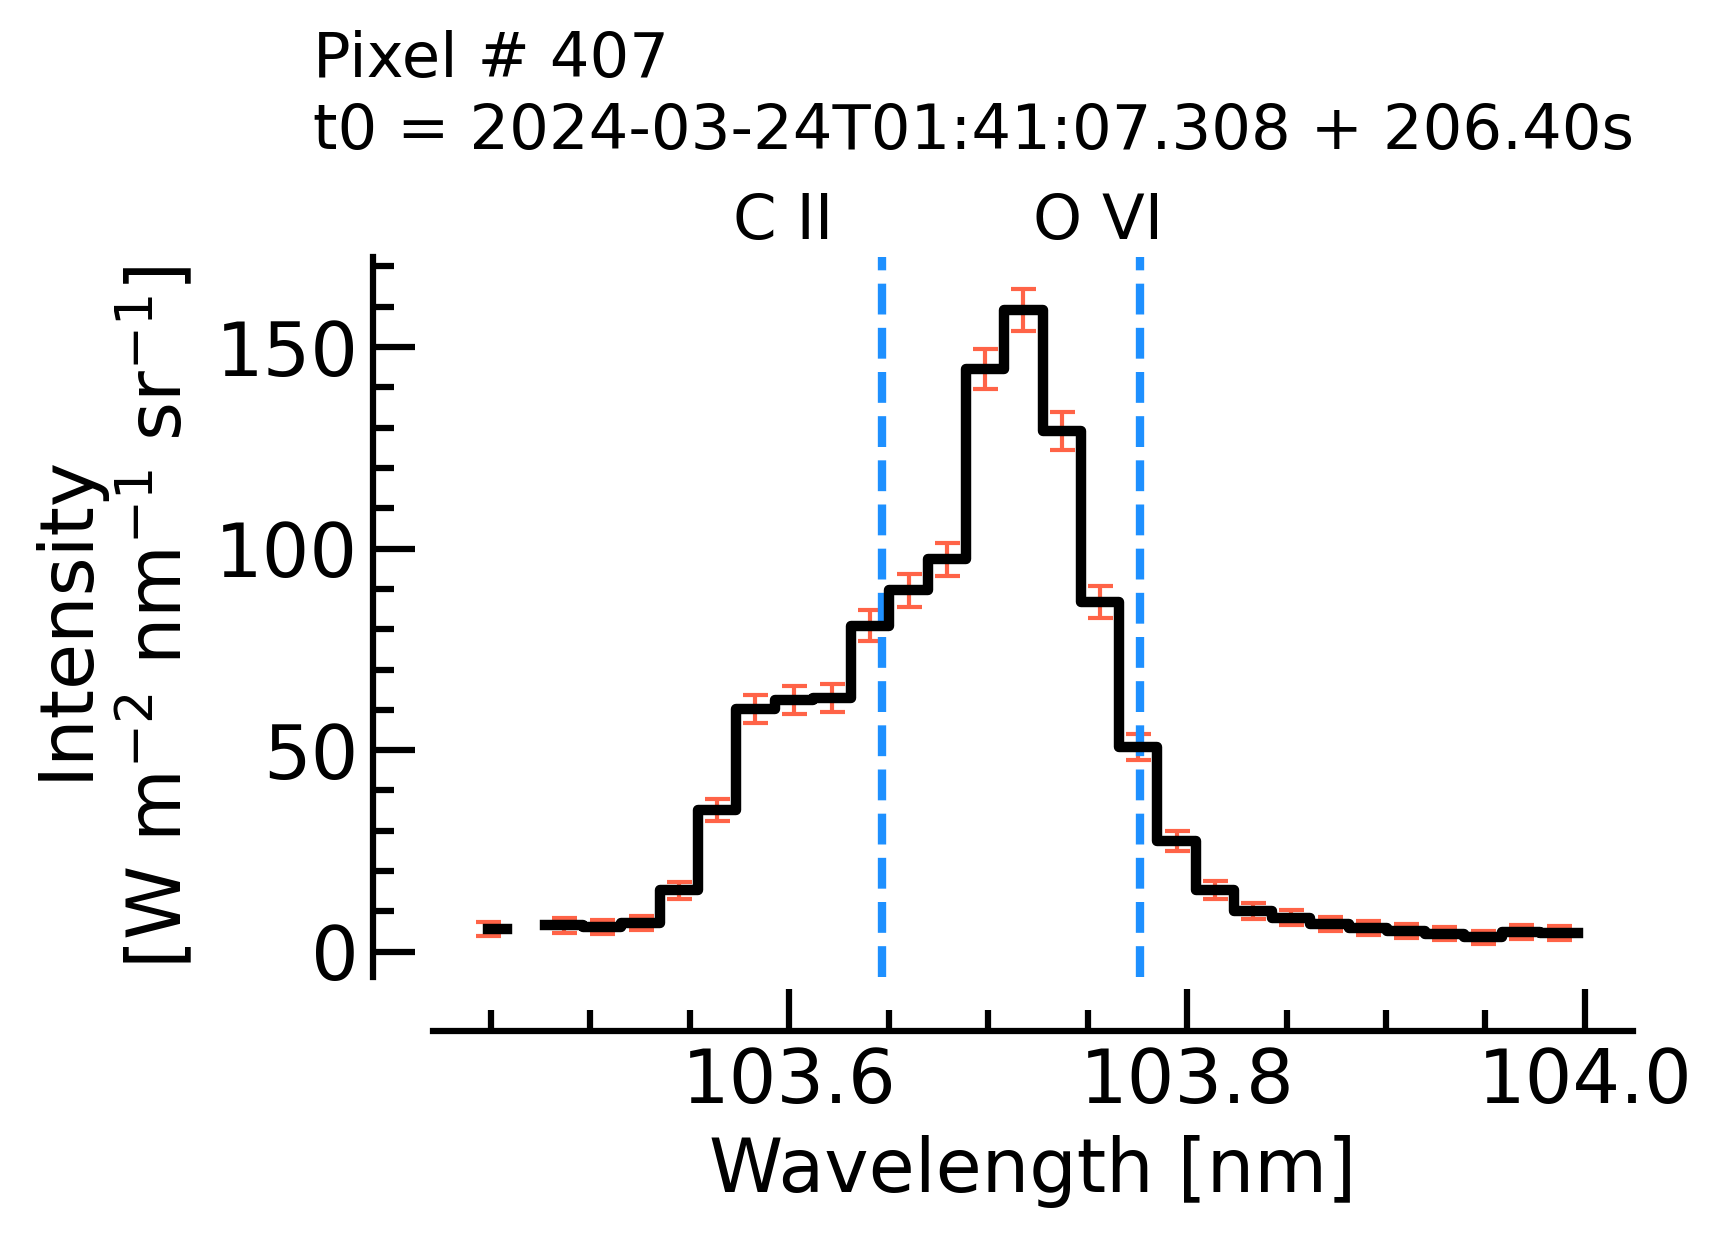 Pixel # 407
t0 = 2024-03-24T01:41:07.308 + 206.40s
C II O VI
Intensity
[W m⁻² nm⁻¹ sr⁻¹]
150
100
50
0
103.6 103.8 104.0
Wavelength [nm]